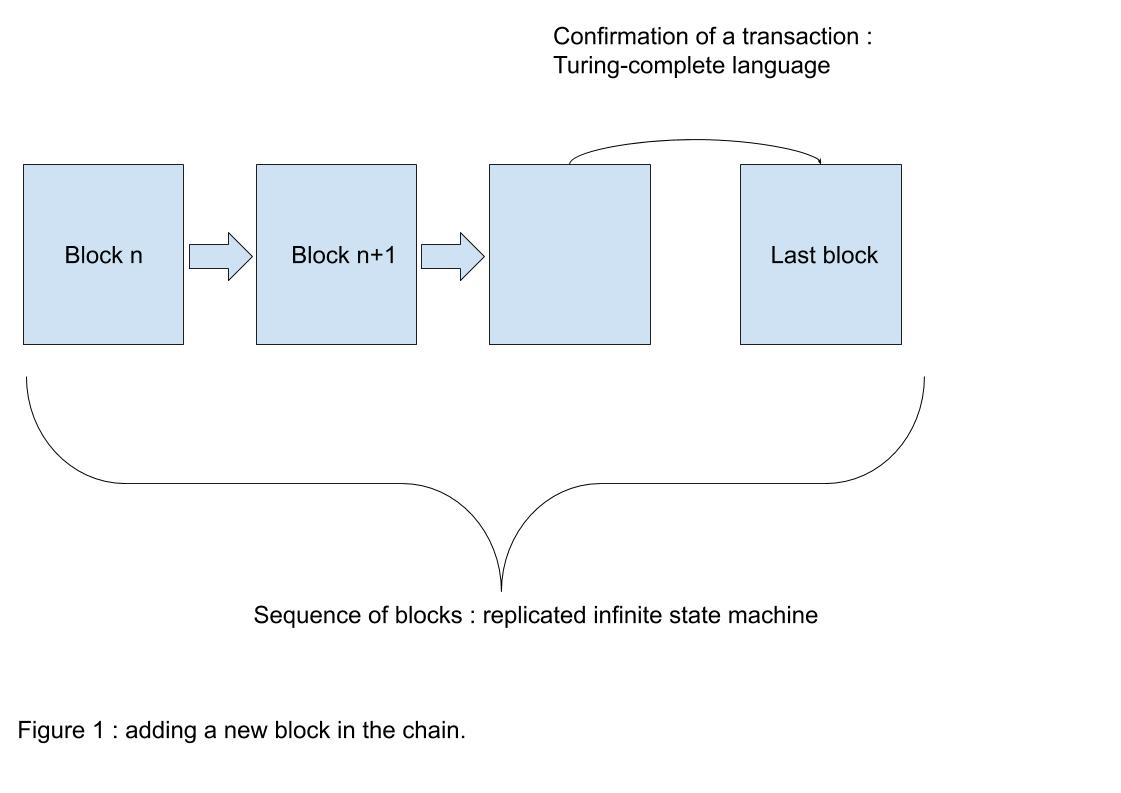 Confirmation of a transaction :
Turing-complete language
Block n
Block n+1
Last block
Sequence of blocks : replicated infinite state machine
Figure 1 : adding a new block in the chain.